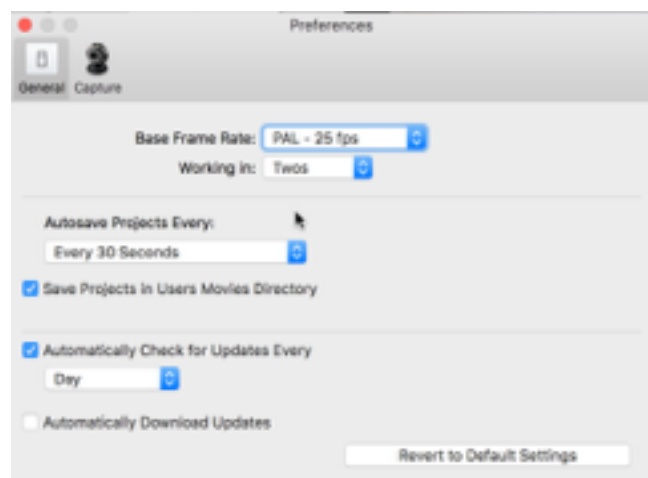 Preferences
General Capture
Base Frame Rate: PAL - 25 fps
Working in: Twos
Autosave Projects Every:
Every 30 Seconds
Save Projects in Users Movies Directory
Automatically Check for Updates Every
Day
Automatically Download Updates
Revert to Default Settings